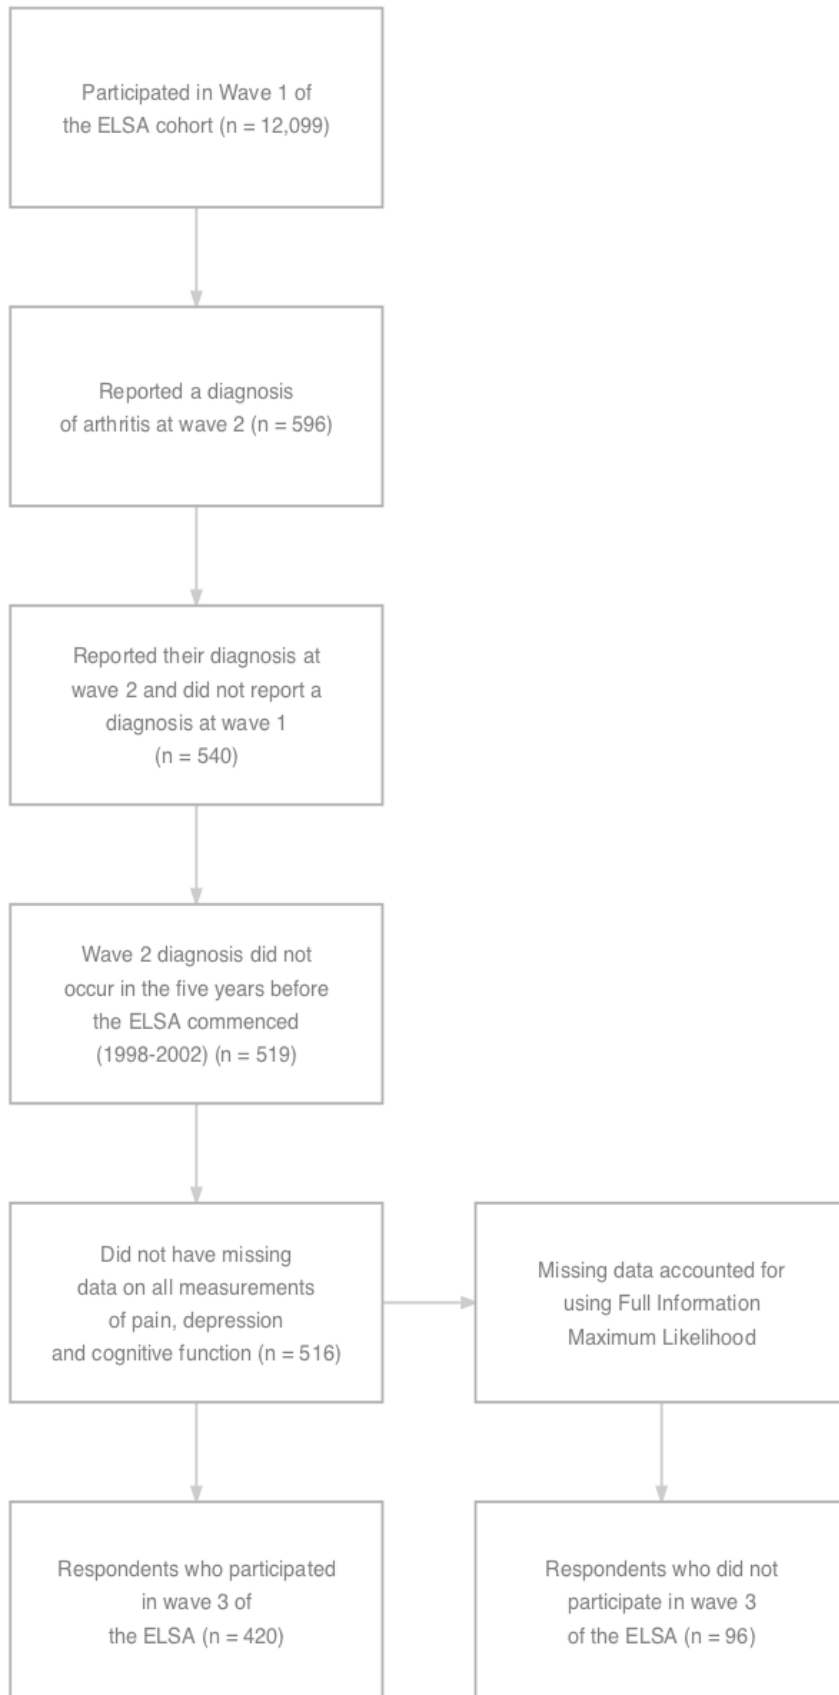 Participated in Wave 1 of
the ELSA cohort (n = 12,099)
Reported a diagnosis
of arthritis at wave 2 (n = 596)
Reported their diagnosis at
wave 2 and did not report a
diagnosis at wave 1
(n = 540)
Wave 2 diagnosis did not
occur in the five years before
the ELSA commenced
(1998-2002) (n = 519)
Did not have missing
data on all measurements
of pain, depression
and cognitive function (n = 516)
Missing data accounted for
using Full Information
Maximum Likelihood
Respondents who participated
in wave 3 of
the ELSA (n = 420)
Respondents who did not
participate in wave 3
of the ELSA (n = 96)